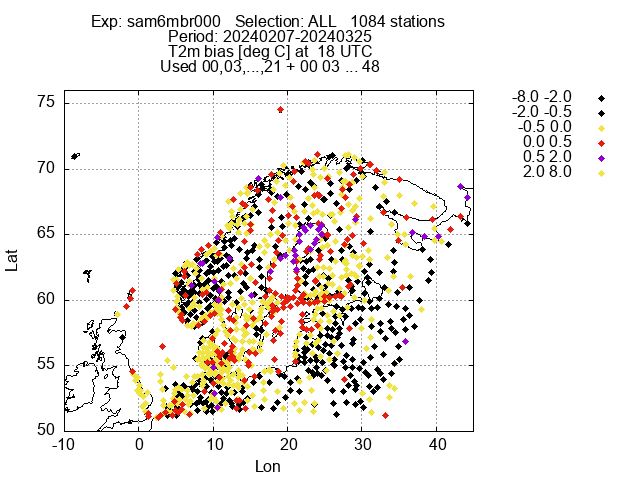 Exp: sam6mbr000   Selection: ALL   1084 stations
Period: 20240207-20240325
T2m bias [deg C] at  18 UTC
Used 00,03,...,21 + 00 03 ... 48
-8.0 -2.0
-2.0 -0.5
-0.5 0.0
0.0 0.5
0.5 2.0
2.0 8.0
75
70
65
60
55
50
Lat
-10 0 10 20 30 40
Lon